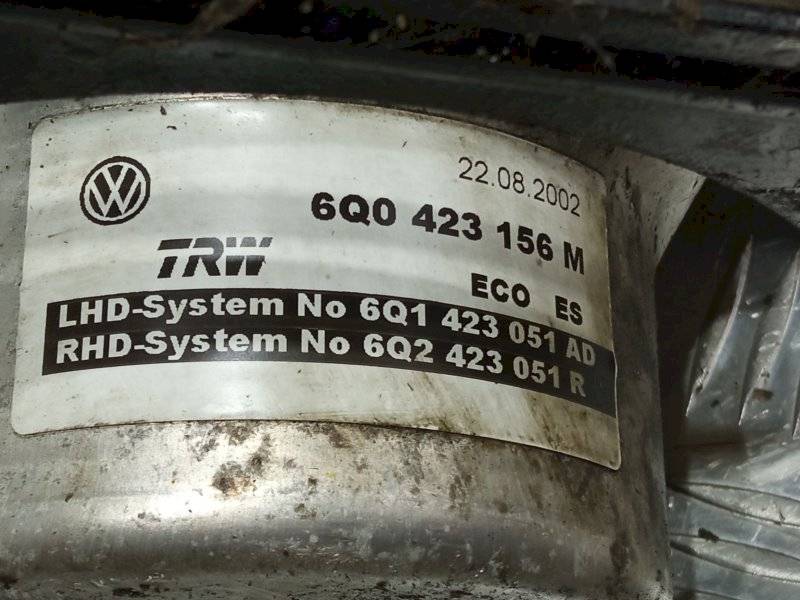 22.08.2002
6Q0 423 156 M
TRW
ECO ES
LHD-System No 6Q1 423 051 AD
RHD-System No 6Q2 423 051 R